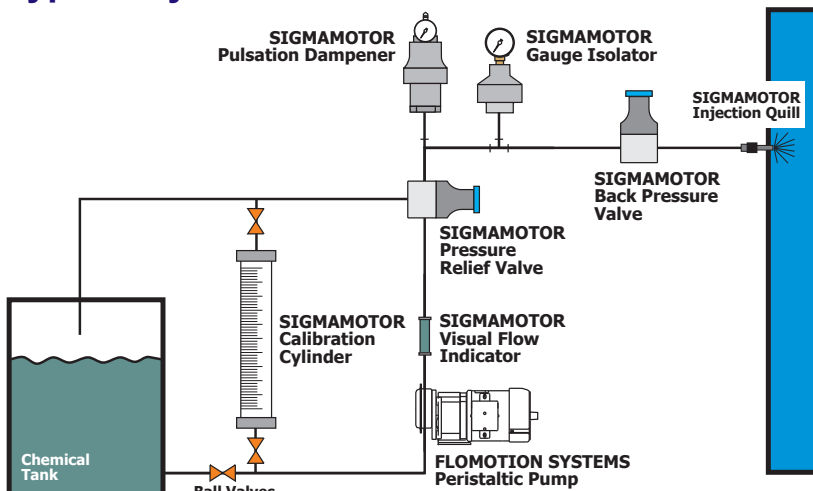 SIGMAMOTOR
Pulsation Dampener
SIGMAMOTOR
Gauge Isolator
SIGMAMOTOR
Injection Quill
SIGMAMOTOR
Back Pressure
Valve
SIGMAMOTOR
Pressure
Relief Valve
SIGMAMOTOR
Calibration
Cylinder
SIGMAMOTOR
Visual Flow
Indicator
Chemical
Tank
Ball Valves
FLOMOTION SYSTEMS
Peristaltic Pump